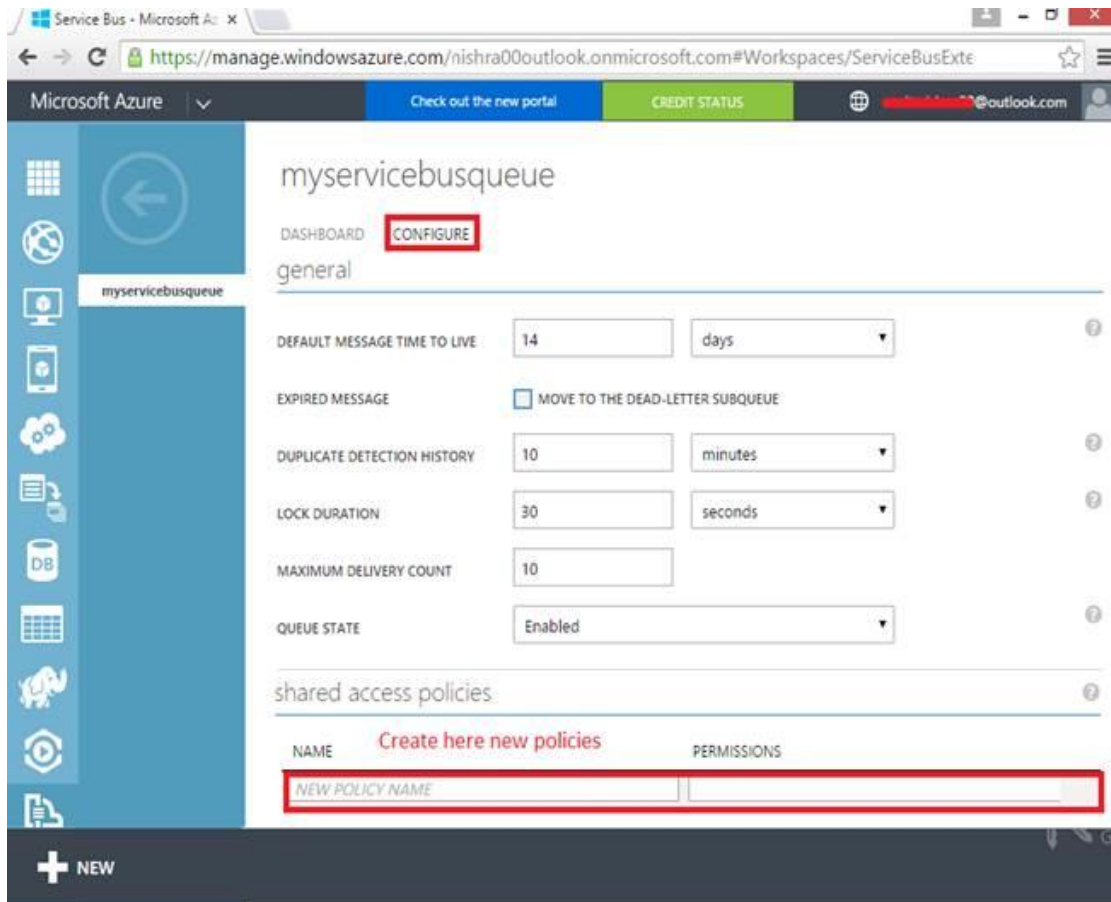 Service Bus - Microsoft Az
https://manage.windowsazure.com/nishra00outlook.onmicrosoft.com#Workspaces/ServiceBusExte
Microsoft Azure
Check out the new portal
CREDIT STATUS
@outlook.com
myservicebusqueue
DASHBOARD
CONFIGURE
general
myservicebusqueue
DEFAULT MESSAGE TIME TO LIVE
14
days
EXPIRED MESSAGE
MOVE TO THE DEAD-LETTER SUBQUEUE
DUPLICATE DETECTION HISTORY
10
minutes
LOCK DURATION
30
seconds
MAXIMUM DELIVERY COUNT
10
QUEUE STATE
Enabled
shared access policies
NAME
Create here new policies
PERMISSIONS
NEW POLICY NAME
DB
NEW